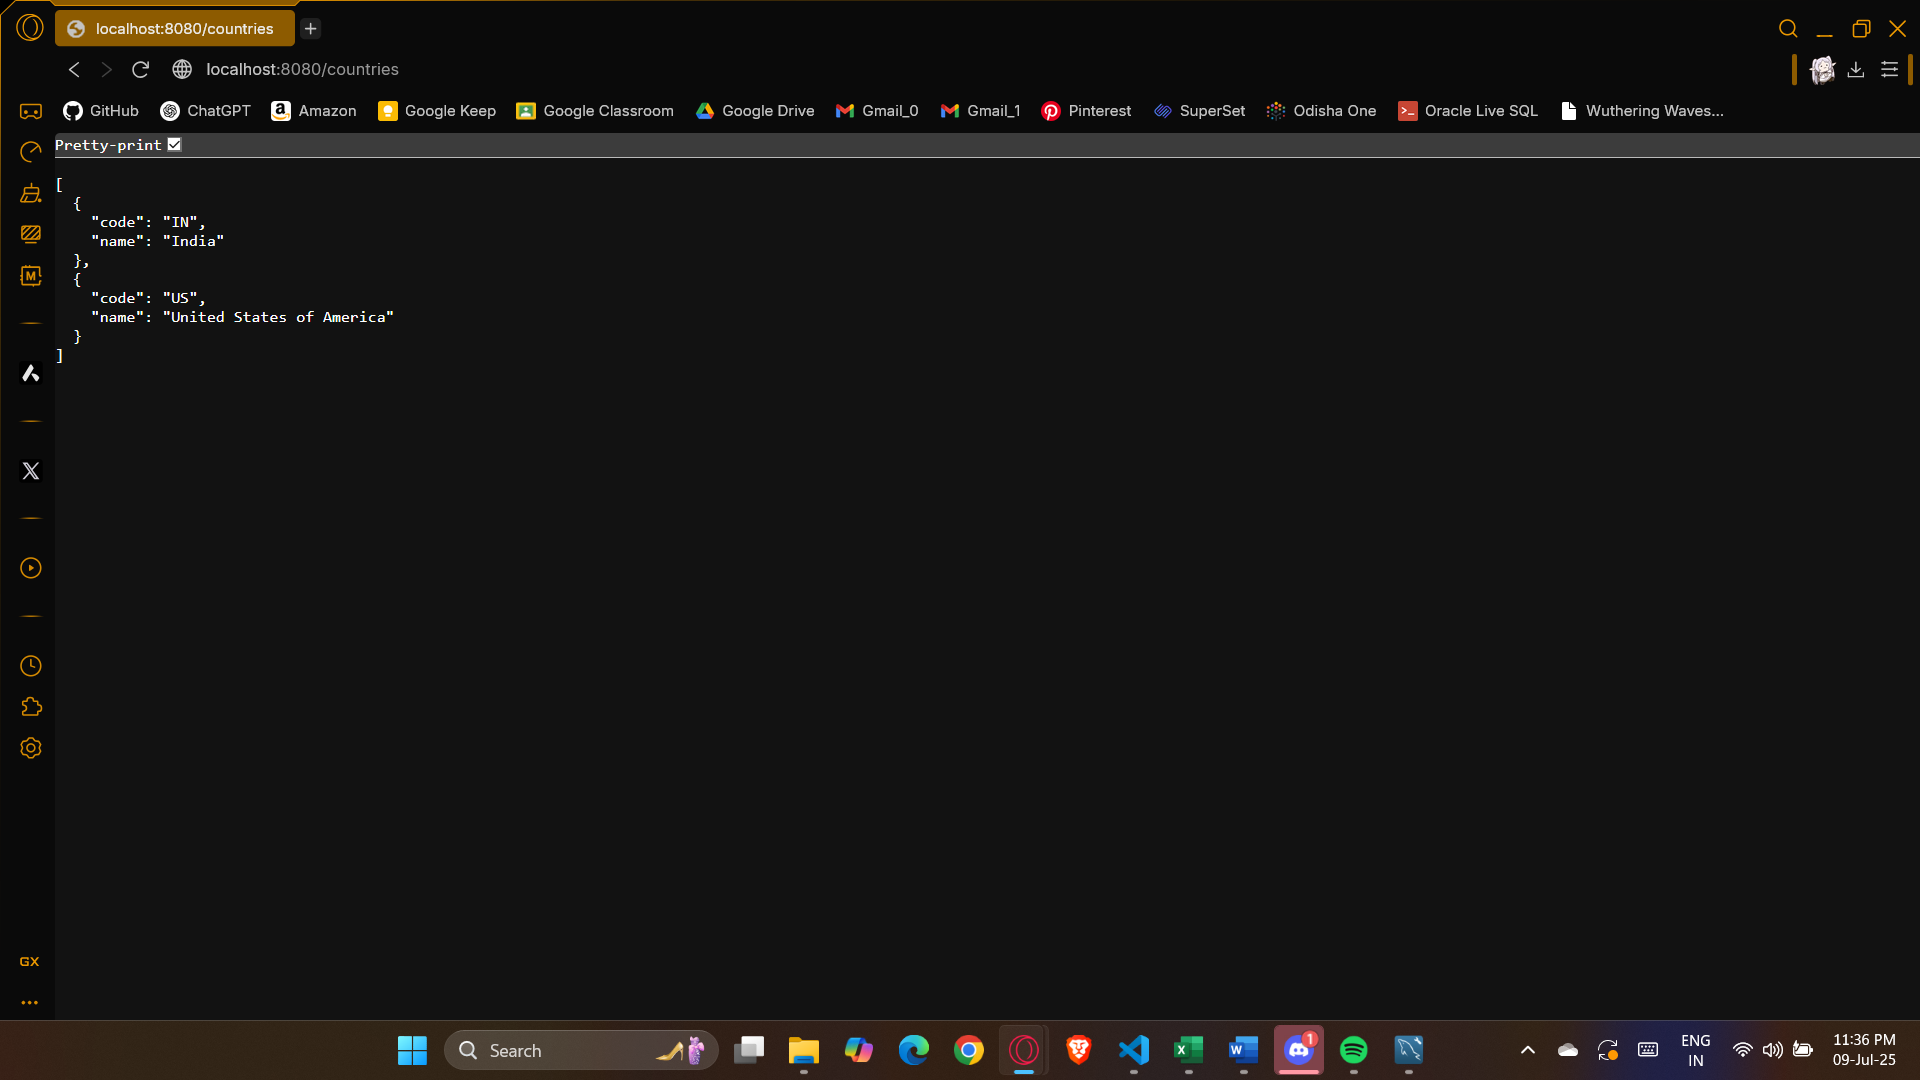 localhost:8080/countries
localhost:8080/countries
GitHub ChatGPT Amazon Google Keep Google Classroom Google Drive Gmail_0 Gmail_1 Pinterest SuperSet Odisha One Oracle Live SQL Wuthering Waves...
Pretty-print
[
  {
    "code": "IN",
    "name": "India"
  },
  {
    "code": "US",
    "name": "United States of America"
  }
]
M
GX
Search
1
ENG
IN
11:36 PM
09-Jul-25